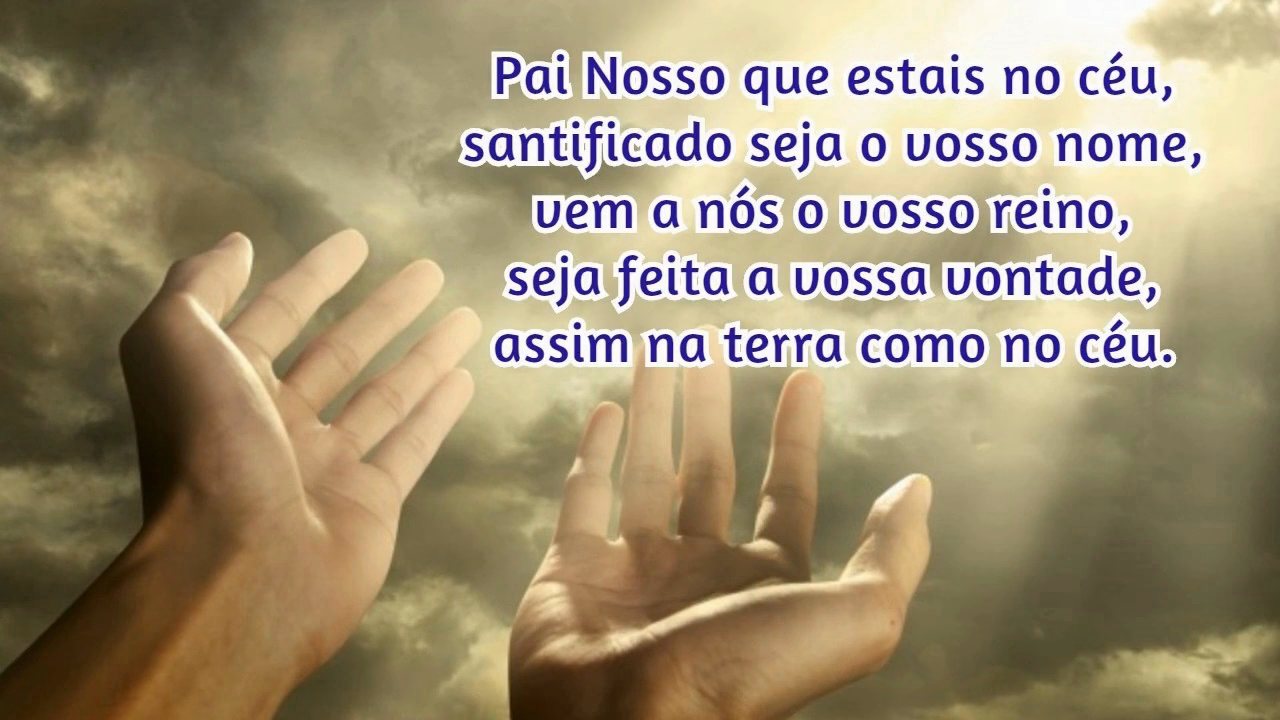 Pai Nosso que estais no céu,
santificado seja o vosso nome,
vem a nós o vosso reino,
seja feita a vossa vontade,
assim na terra como no céu.